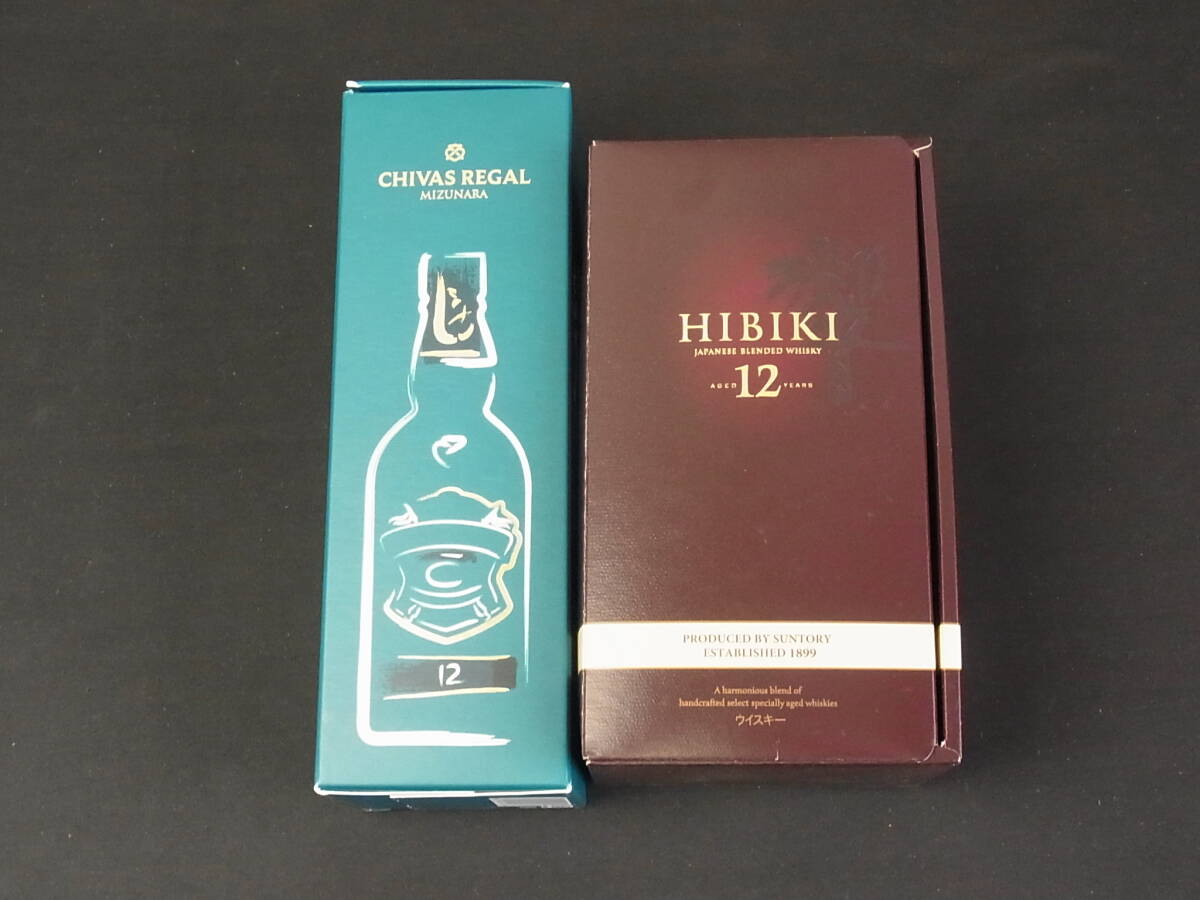 CHIVAS REGAL
MIZUNARA
12
HIBIKI
JAPANESE BLENDED WHISKY
AGED 12 YEARS
PRODUCED BY SUNTORY
ESTABLISHED 1899
A harmonious blend of
handcrafted select specially aged whiskies
ウイスキー